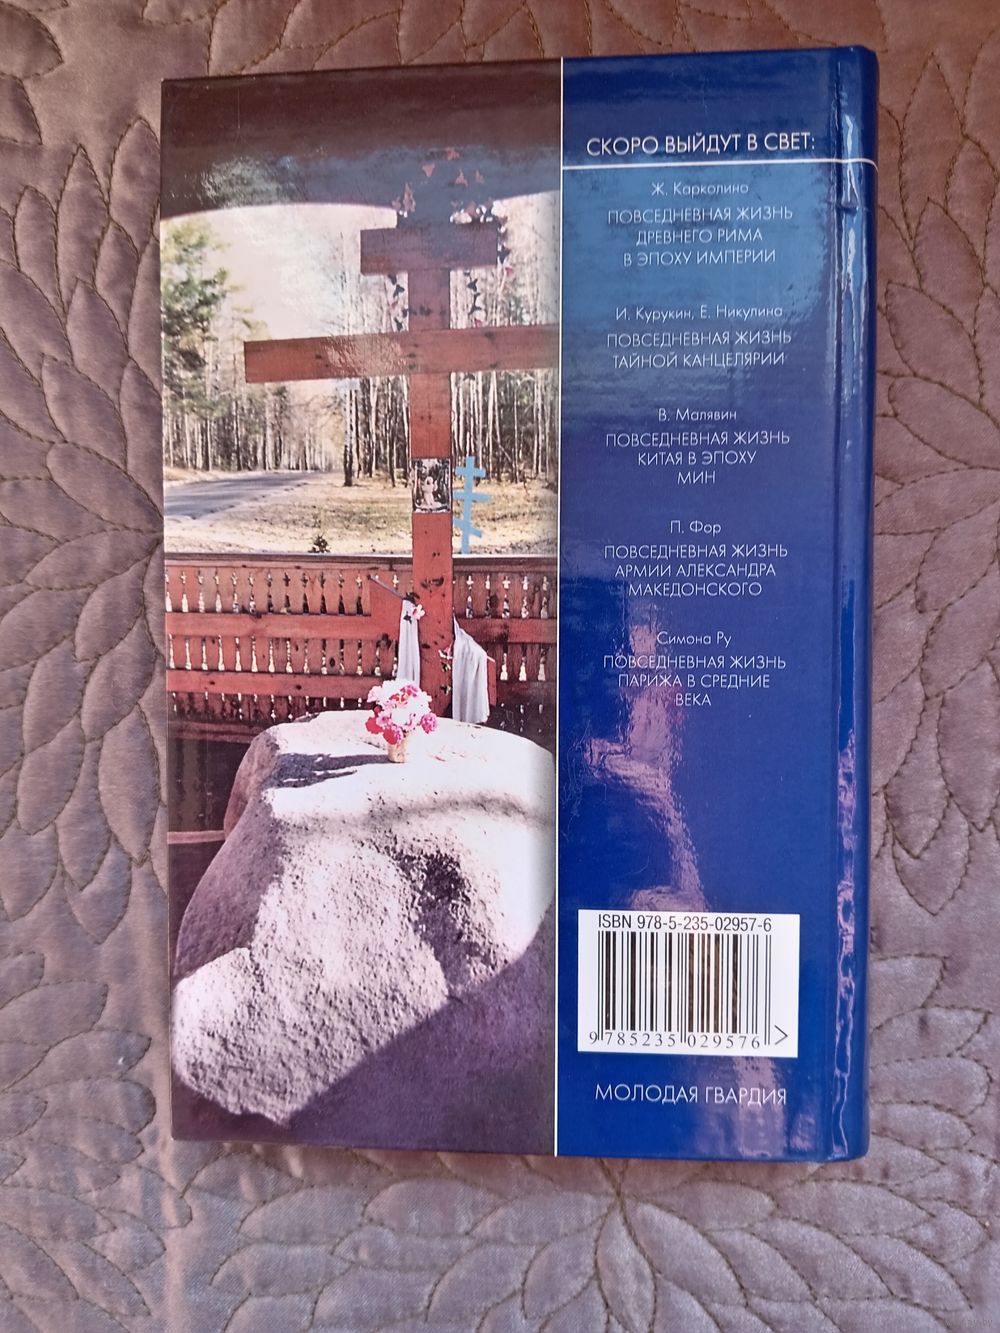 СКОРО ВЫЙДУТ В СВЕТ:
Ж. Карколино
ПОВСЕДНЕВНАЯ ЖИЗНЬ
ДРЕВНЕГО РИМА
В ЭПОХУ ИМПЕРИИ
И. Курукин, Е. Никулина
ПОВСЕДНЕВНАЯ ЖИЗНЬ
ТАЙНОЙ КАНЦЕЛЯРИИ
В. Малявин
ПОВСЕДНЕВНАЯ ЖИЗНЬ
КИТАЯ В ЭПОХУ
МИН
П. Фор
ПОВСЕДНЕВНАЯ ЖИЗНЬ
АРМИИ АЛЕКСАНДРА
МАКЕДОНСКОГО
Симона Ру
ПОВСЕДНЕВНАЯ ЖИЗНЬ
ПАРИЖА В СРЕДНИЕ
ВЕКА
ISBN 978-5-235-02957-6
9 785235 029576 >
МОЛОДАЯ ГВАРДИЯ